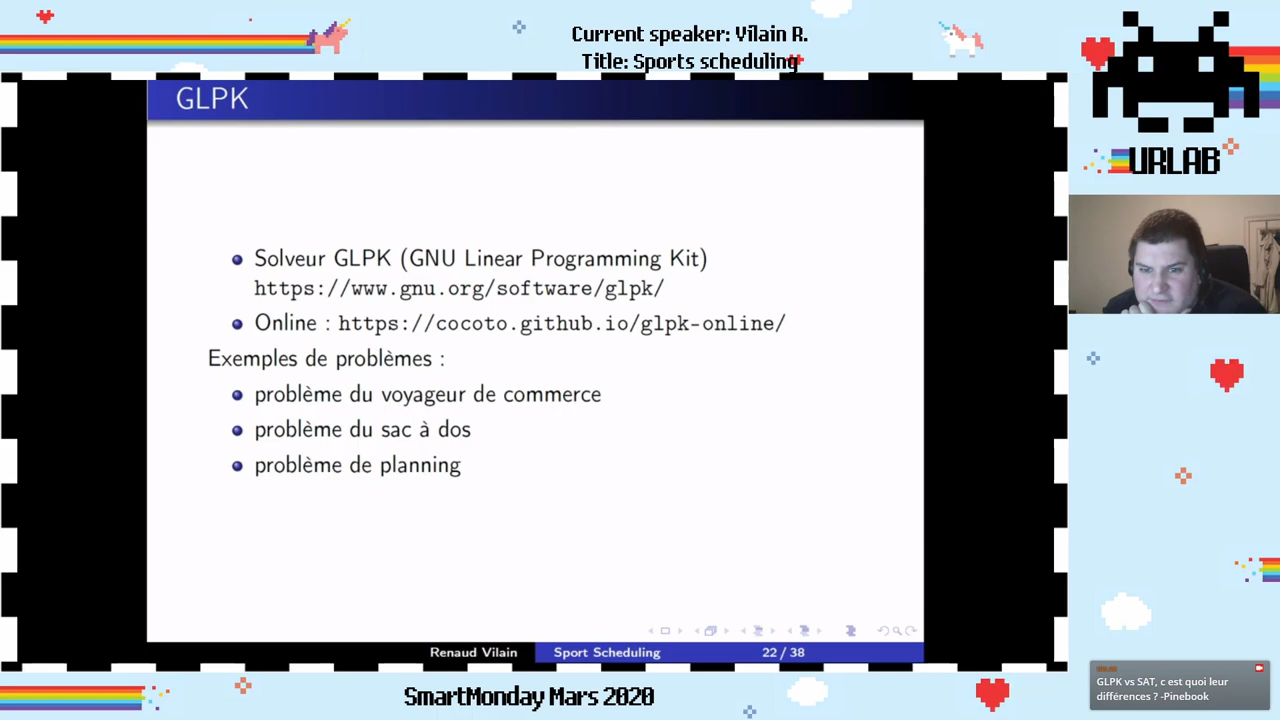 Current speaker: Vilain R.
Title: Sports scheduling
URLAB
GLPK
Solveur GLPK (GNU Linear Programming Kit)
https://www.gnu.org/software/glpk/
Online : https://cocoto.github.io/glpk-online/
Exemples de problèmes :
problème du voyageur de commerce
problème du sac à dos
problème de planning
Renaud Vilain
Sport Scheduling
22 / 38
URLAB
GLPK vs SAT, c est quoi leur
différences ? -Pinebook
SmartMonday Mars 2020